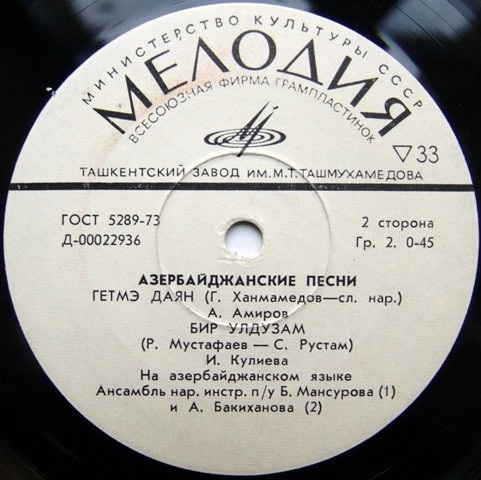 МИНИСТЕРСТВО КУЛЬТУРЫ СССР
МЕЛОДИЯ
ВСЕСОЮЗНАЯ ФИРМА ГРАМПЛАСТИНОК
▽33
ТАШКЕНТСКИЙ ЗАВОД ИМ. М.Т. ТАШМУХАМЕДОВА
ГОСТ 5289-73
2 сторона
Д-00022936
Гр. 2. 0-45
АЗЕРБАЙДЖАНСКИЕ ПЕСНИ
ГЕТМЭ ДАЯН (Г. Ханмамедов—сл. нар.)
А. Амиров
БИР УЛДУЗАМ
(Р. Мустафаев — С. Рустам)
И. Кулиева
На азербайджанском языке
Ансамбль нар. инстр. п/у Б. Мансурова (1)
и А. Бакиханова (2)